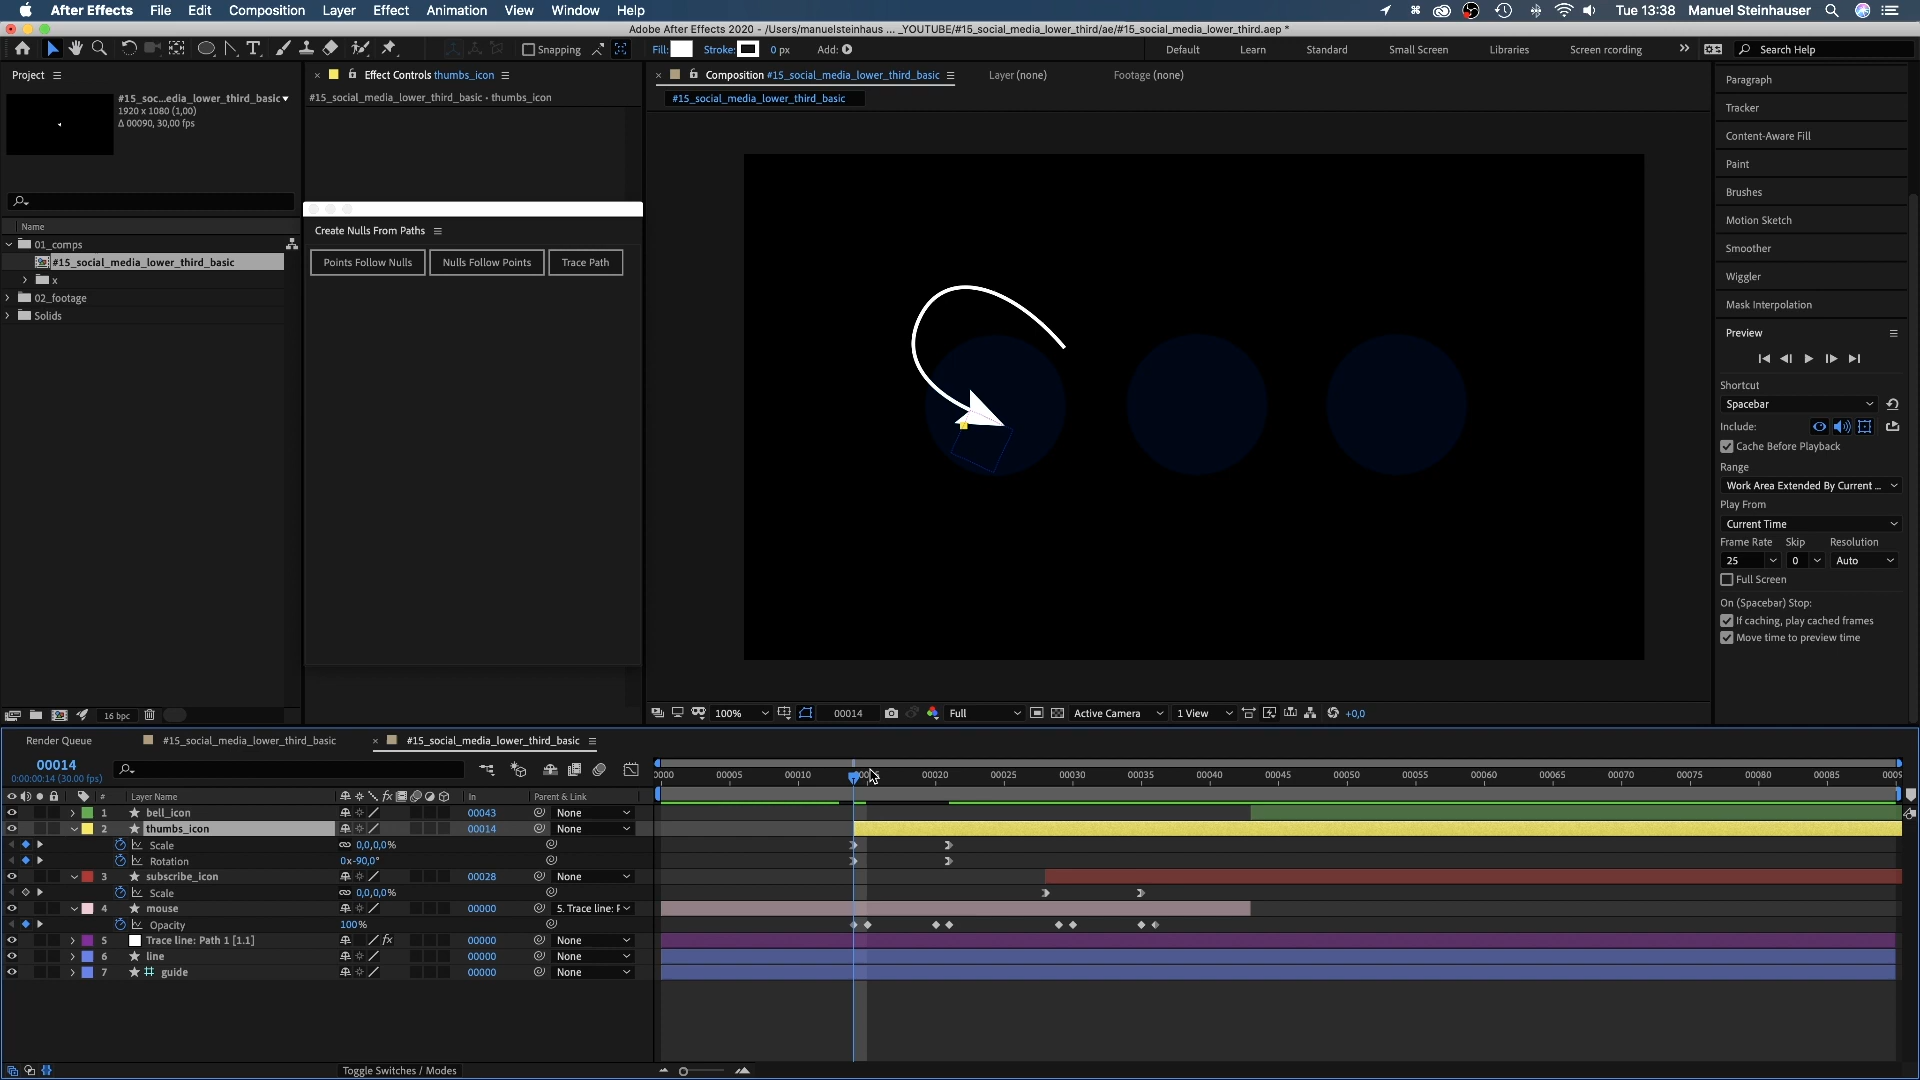 After Effects File Edit Composition Layer Effect Animation View Window Help Tue 13:38 Manuel Steinhauser
Adobe After Effects 2020 - /Users/manuelsteinhaus ... _YOUTUBE/#15_social_media_lower_third/ae/#15_social_media_lower_third.aep *
Snapping Fill: Stroke: 0 px Add: Default Learn Standard Small Screen Libraries Screen rcording Search Help
Project Effect Controls thumbs_icon Composition #15_social_media_lower_third_basic Layer (none) Footage (none) Paragraph
#15_soc...edia_lower_third_basic #15_social_media_lower_third_basic • thumbs_icon #15_social_media_lower_third_basic
1920 x 1080 (1,00)
Δ 00090, 30,00 fps
Tracker
Content-Aware Fill
Paint
Brushes
Motion Sketch
Smoother
Wiggler
Mask Interpolation
Name
01_comps
#15_social_media_lower_third_basic
x
02_footage
Solids
Create Nulls From Paths
Points Follow Nulls Nulls Follow Points Trace Path
Preview
Shortcut
Spacebar
Include:
Cache Before Playback
Range
Work Area Extended By Current ...
Play From
Current Time
Frame Rate Skip Resolution
25 0 Auto
Full Screen
On (Spacebar) Stop:
If caching, play cached frames
Move time to preview time
16 bpc 100% 00014 Full Active Camera 1 View +0,0
Render Queue #15_social_media_lower_third_basic #15_social_media_lower_third_basic
00014
0:00:00:14 (30.00 fps)
0000 00005 00010 00020 00025 00030 00035 00040 00045 00050 00055 00060 00065 00070 00075 00080 00085 0009
# Layer Name fx In Parent & Link
1 bell_icon 00043 None
2 thumbs_icon 00014 None
Scale 0,0,0,0%
Rotation 0x-90,0°
3 subscribe_icon 00028 None
Scale 0,0,0,0%
4 mouse 00000 5. Trace line: F
Opacity 100%
5 Trace line: Path 1 [1.1] fx 00000 None
6 line 00000 None
7 guide 00000 None
Toggle Switches / Modes